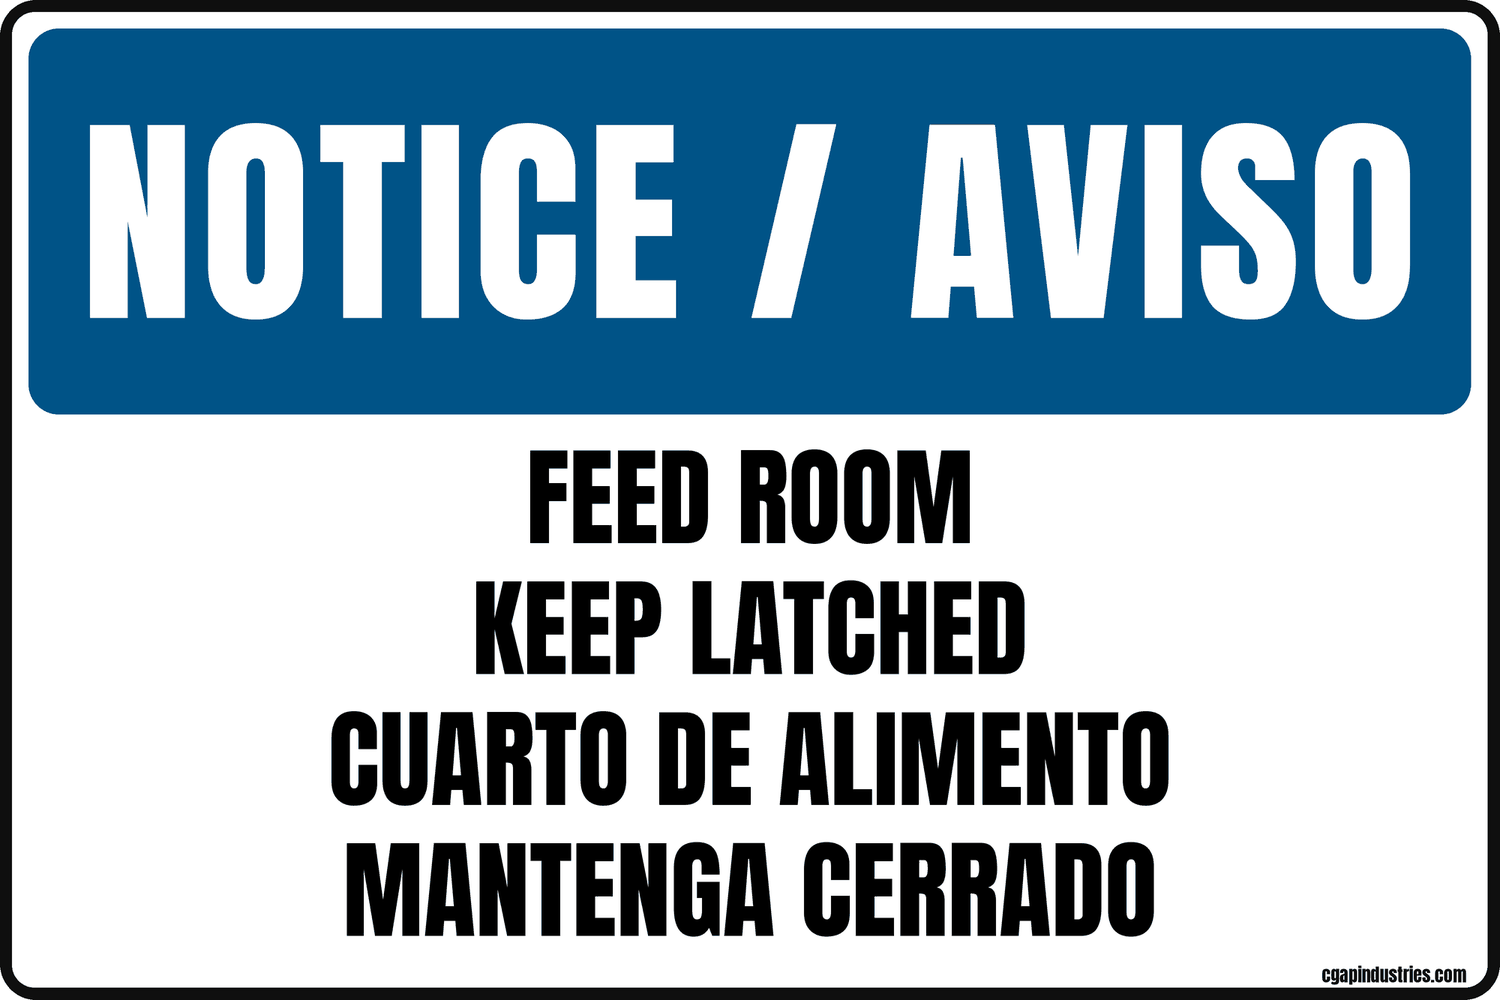 NOTICE / AVISO
FEED ROOM
KEEP LATCHED
CUARTO DE ALIMENTO
MANTENGA CERRADO
cgapindustries.com